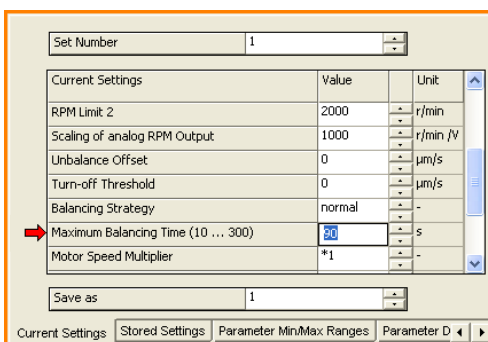 Set Number 1
Current Settings Value Unit
RPM Limit 2 2000 r/min
Scaling of analog RPM Output 1000 r/min /V
Unbalance Offset 0 µm/s
Turn-off Threshold 0 µm/s
Balancing Strategy normal -
Maximum Balancing Time (10 ... 300) 90 s
Motor Speed Multiplier *1 -
Save as 1
Current Settings Stored Settings Parameter Min/Max Ranges Parameter D